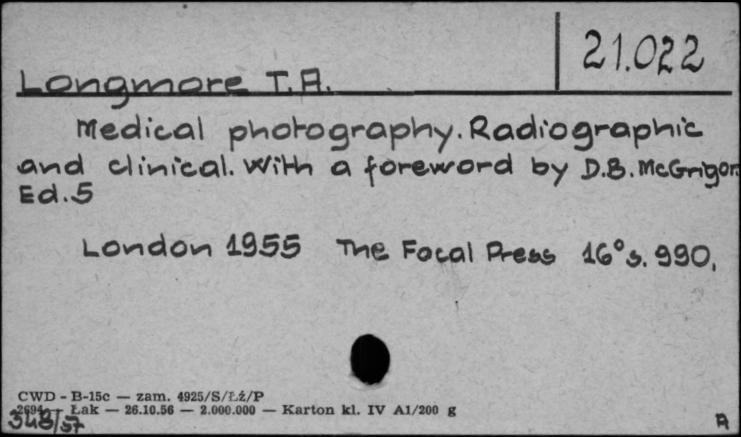 21.022
Longmore T.A.
Medical photography. Radiographic
and clinical. With a foreword by D.B. McGrigor.
Ed.5
London 1955 The Focal Press 16° s. 990.
CWD - B-15c — zam. 4925/S/Łż/P
2694 — Łak — 26.10.56 — 2.000.000 — Karton kl. IV A1/200 g
348/57
A